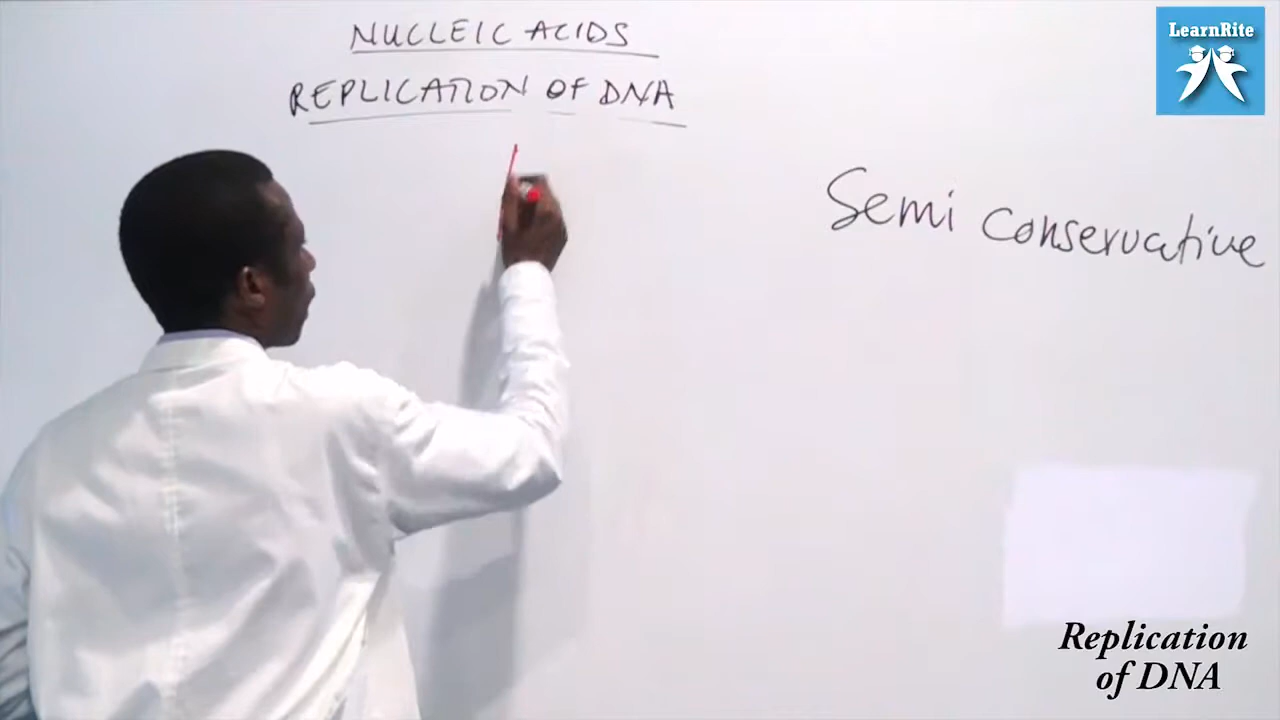 NUCLEIC ACIDS
REPLICATION OF DNA
LearnRite
Semi conservative
Replication
of DNA